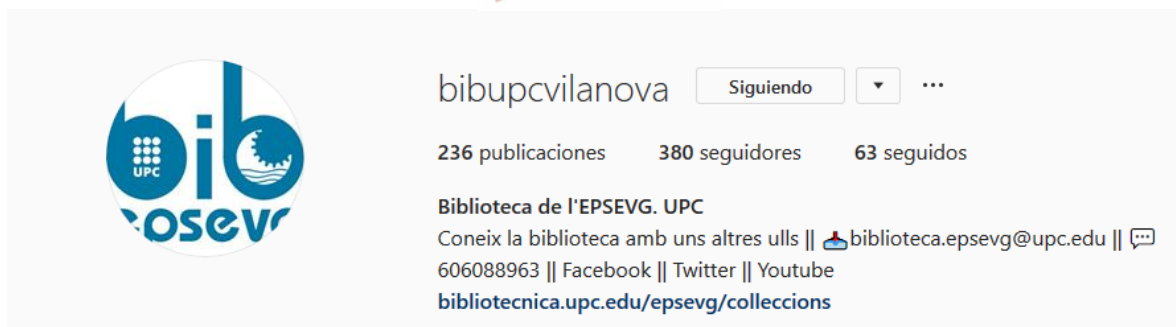 bibupcvilanova Siguiendo
236 publicaciones 380 seguidores 63 seguidos
Biblioteca de l'EPSEVG. UPC
Coneix la biblioteca amb uns altres ulls || 📥biblioteca.epsevg@upc.edu || 💬
606088963 || Facebook || Twitter || Youtube
bibliotecnica.upc.edu/epsevg/colleccions
bib
UPC